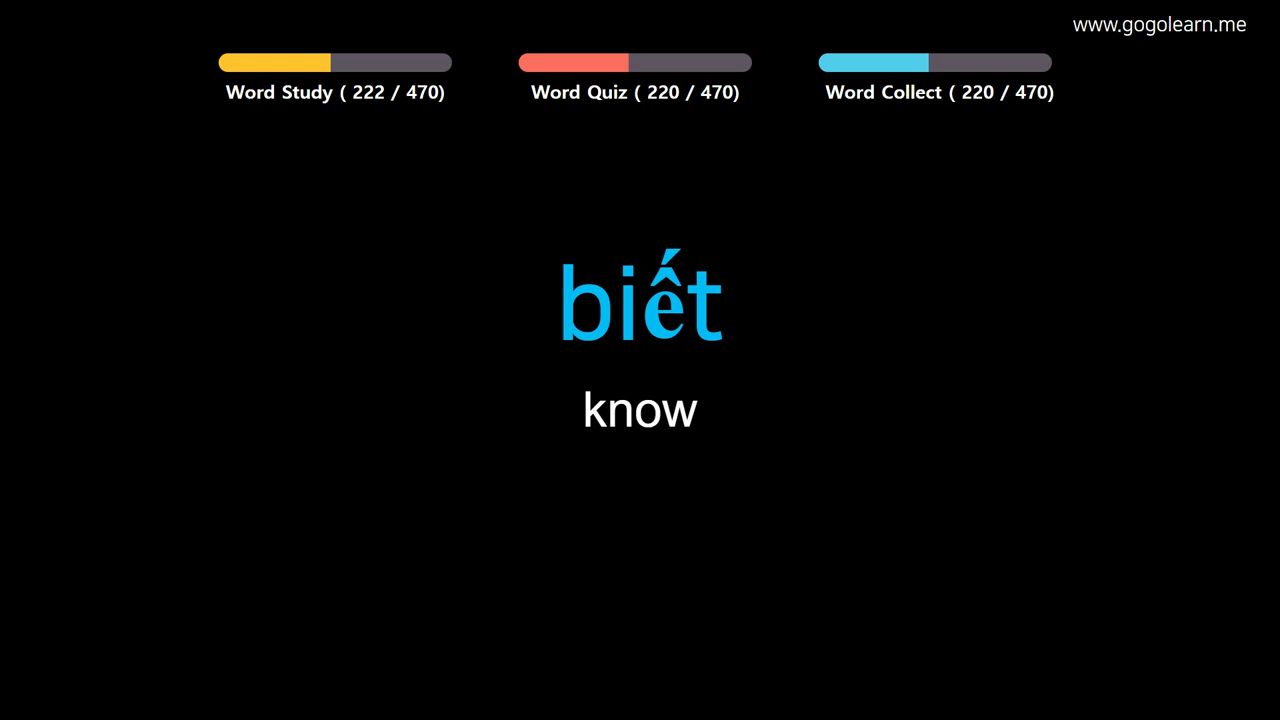 www.gogolearn.me
Word Study ( 222 / 470)
Word Quiz ( 220 / 470)
Word Collect ( 220 / 470)
biết
know